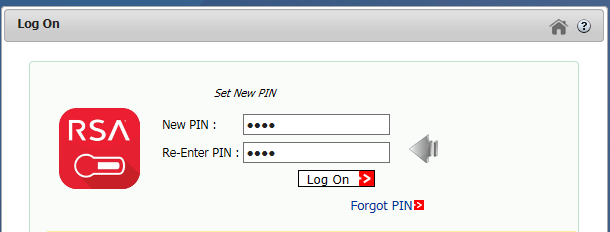 Log On
Set New PIN
RSA
New PIN :
Re-Enter PIN :
Log On
Forgot PIN